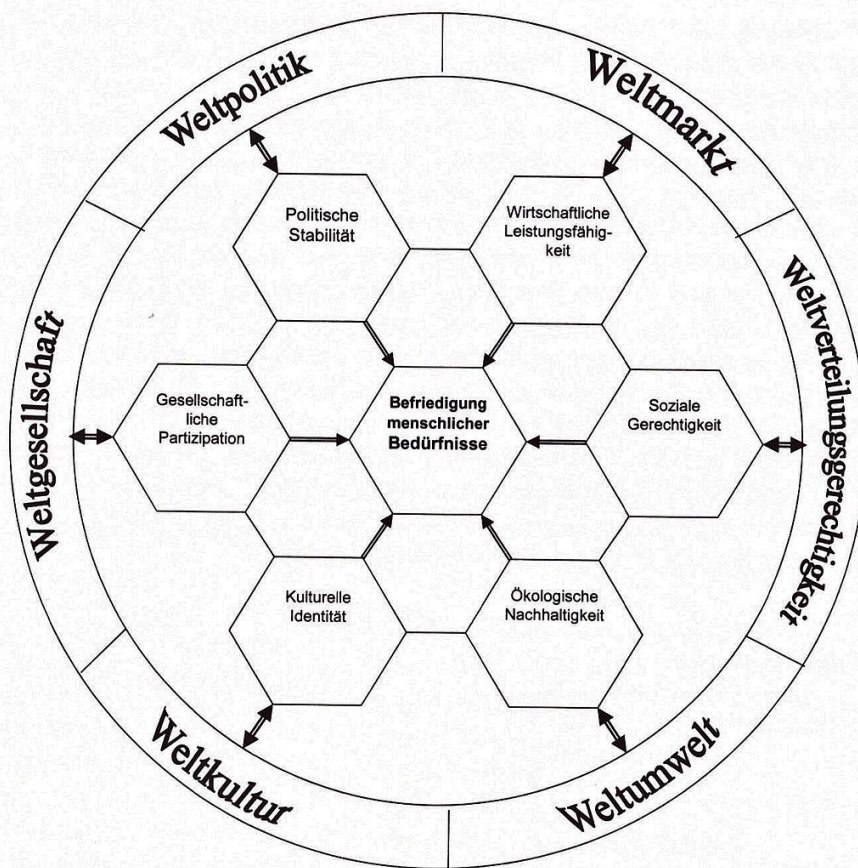 Weltpolitik
Weltmarkt
Politische
Stabilität
Wirtschaftliche
Leistungsfähig-
keit
Weltgesellschaft
Weltverteilungsgerechtigkeit
Gesellschaft-
liche
Partizipation
Befriedigung
menschlicher
Bedürfnisse
Soziale
Gerechtigkeit
Kulturelle
Identität
Ökologische
Nachhaltigkeit
Weltkultur
Weltumwelt